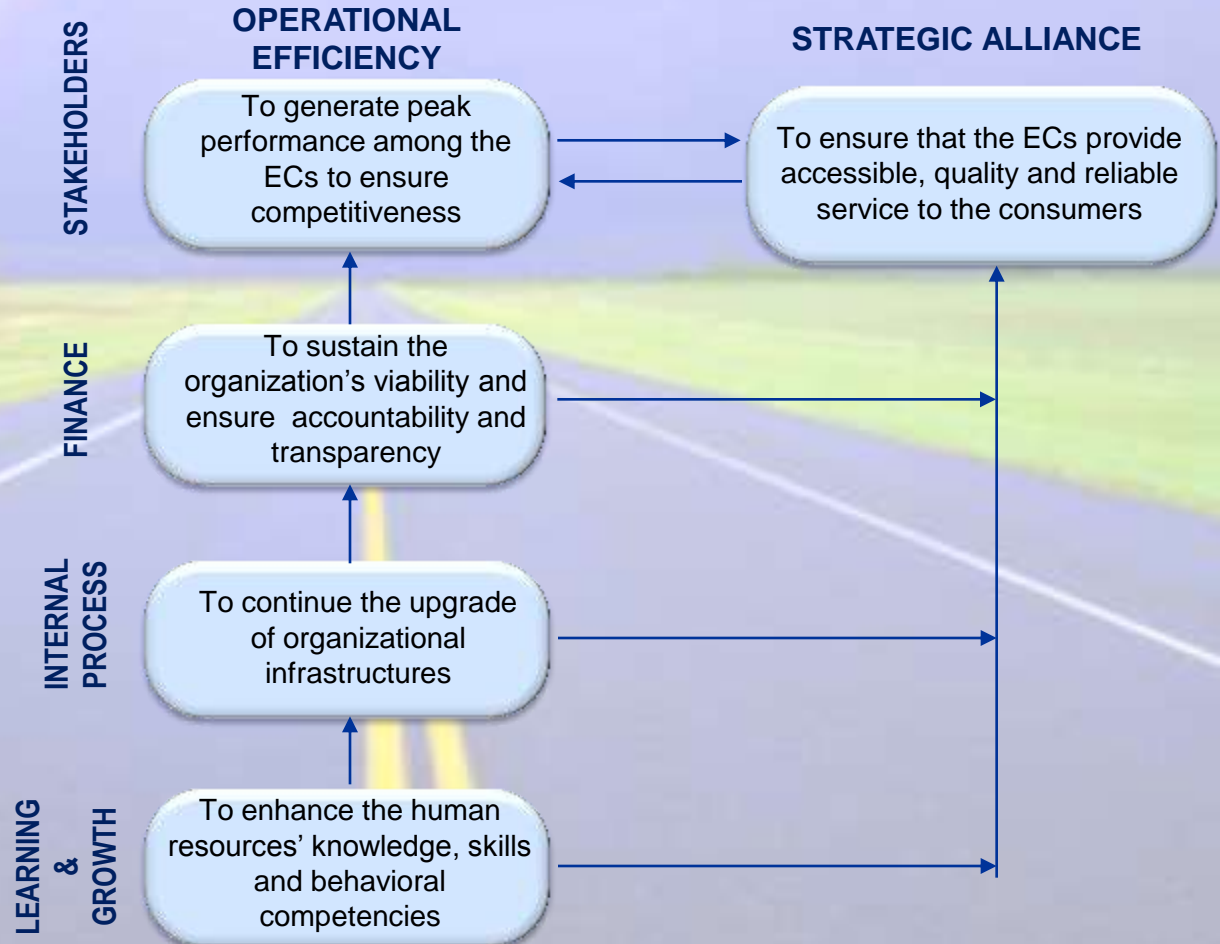 OPERATIONAL
EFFICIENCY
STRATEGIC ALLIANCE
STAKEHOLDERS
To generate peak
performance among the
ECs to ensure
competitiveness
To ensure that the ECs provide
accessible, quality and reliable
service to the consumers
FINANCE
To sustain the
organization’s viability and
ensure accountability and
transparency
INTERNAL
PROCESS
To continue the upgrade
of organizational
infrastructures
LEARNING
&
GROWTH
To enhance the human
resources’ knowledge, skills
and behavioral
competencies